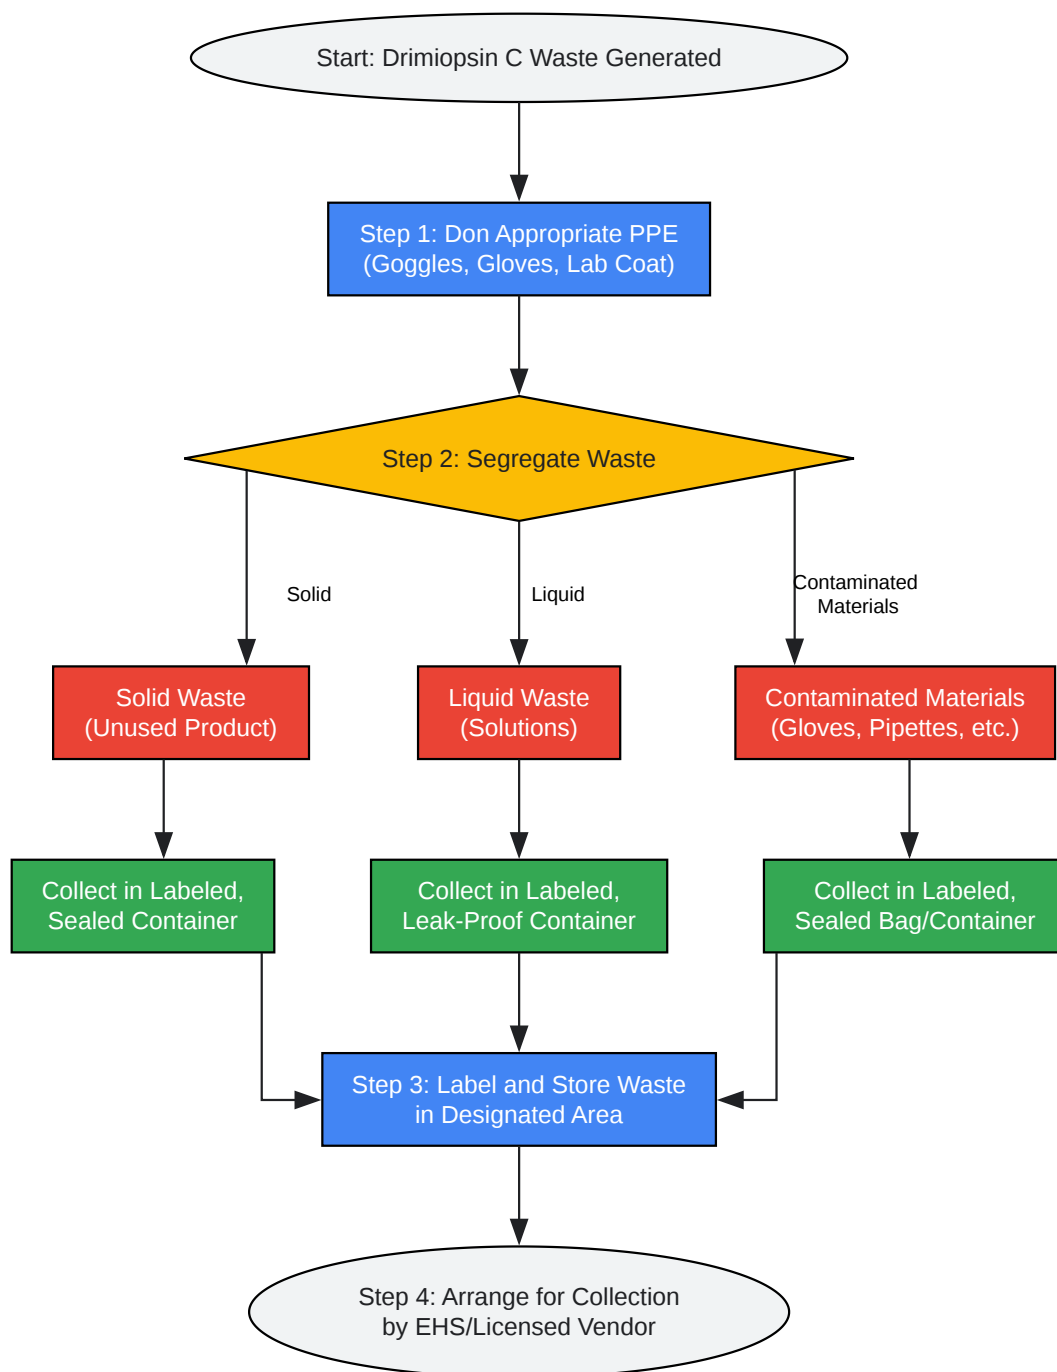 Start: Drimiopsin C Waste Generated
Step 1: Don Appropriate PPE
(Goggles, Gloves, Lab Coat)
Step 2: Segregate Waste
Solid
Liquid
Contaminated
Materials
Solid Waste
(Unused Product)
Liquid Waste
(Solutions)
Contaminated Materials
(Gloves, Pipettes, etc.)
Collect in Labeled,
Sealed Container
Collect in Labeled,
Leak-Proof Container
Collect in Labeled,
Sealed Bag/Container
Step 3: Label and Store Waste
in Designated Area
Step 4: Arrange for Collection
by EHS/Licensed Vendor